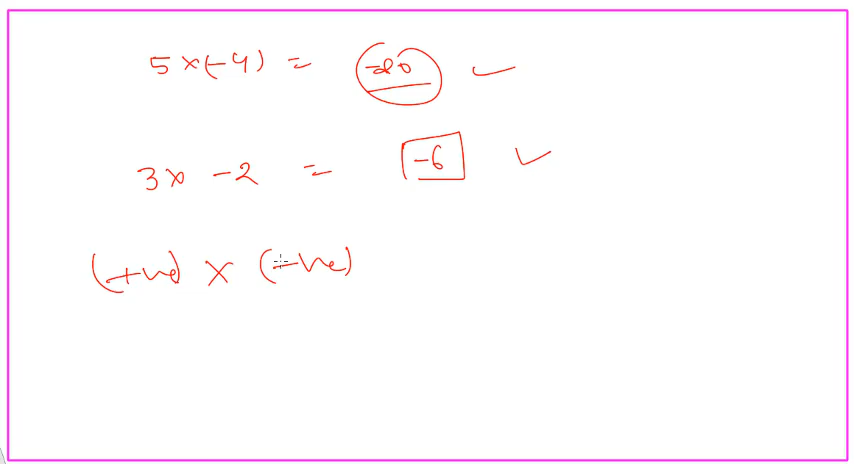 5 × (-4) = -20 ✓
3 × -2 = -6 ✓
(+ve) × (-ve)